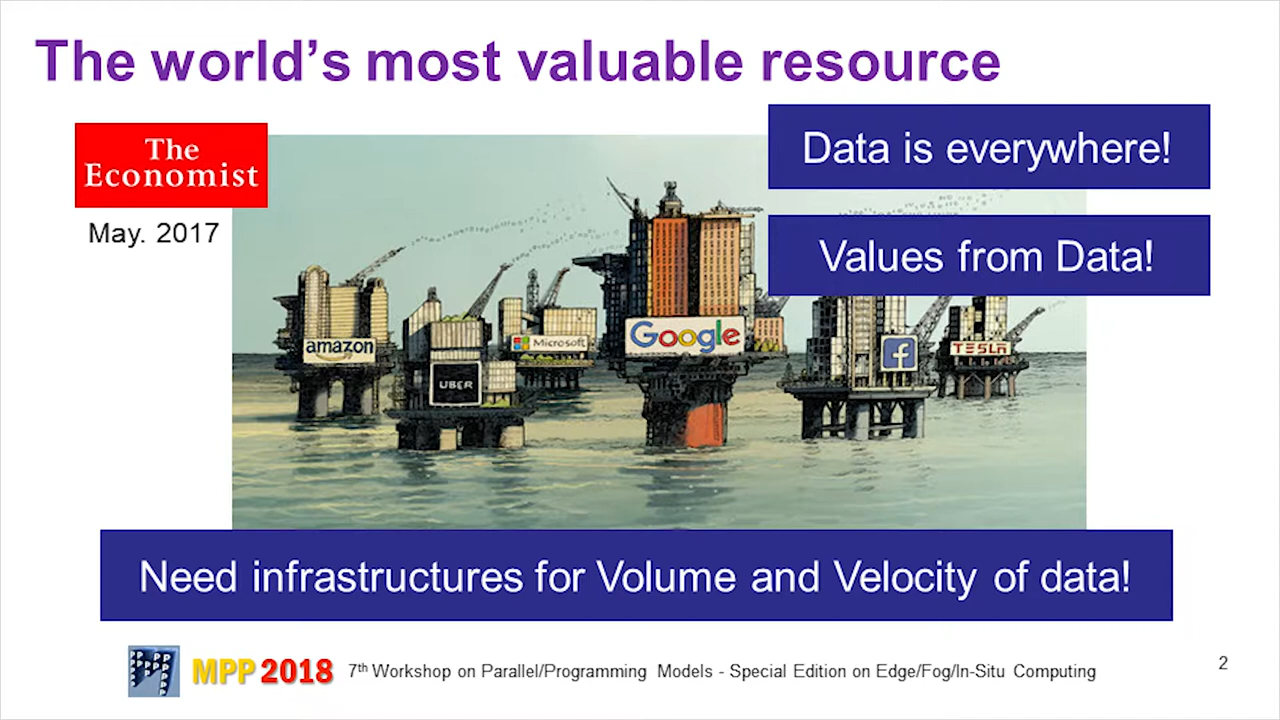 The world's most valuable resource
The
Economist
May. 2017
Data is everywhere!
Values from Data!
amazon
UBER
Microsoft
Google
f
TESLA
Need infrastructures for Volume and Velocity of data!
MPP 2018
7th Workshop on Parallel/Programming Models - Special Edition on Edge/Fog/In-Situ Computing
2